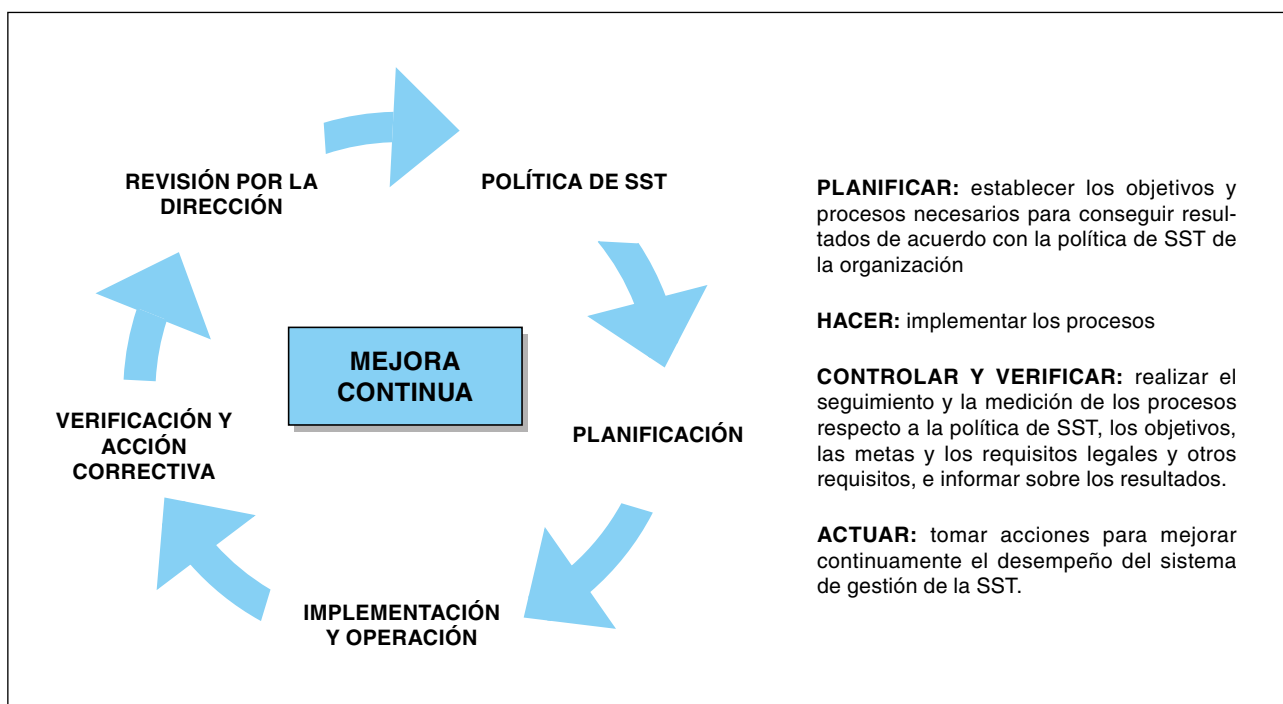 REVISIÓN POR LA
DIRECCIÓN
POLÍTICA DE SST
MEJORA
CONTINUA
VERIFICACIÓN Y
ACCIÓN
CORRECTIVA
PLANIFICACIÓN
IMPLEMENTACIÓN
Y OPERACIÓN
PLANIFICAR: establecer los objetivos y
procesos necesarios para conseguir resul-
tados de acuerdo con la política de SST de
la organización
HACER: implementar los procesos
CONTROLAR Y VERIFICAR: realizar el
seguimiento y la medición de los procesos
respecto a la política de SST, los objetivos,
las metas y los requisitos legales y otros
requisitos, e informar sobre los resultados.
ACTUAR: tomar acciones para mejorar
continuamente el desempeño del sistema
de gestión de la SST.